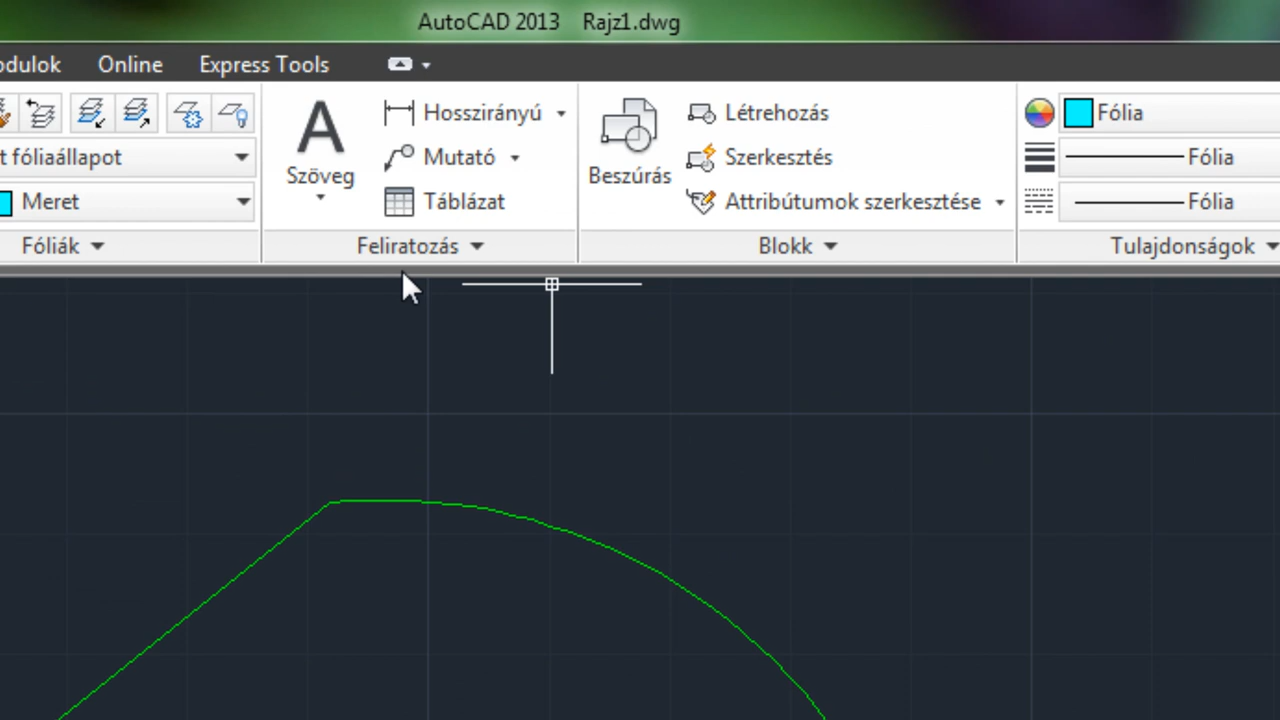 AutoCAD 2013 Rajz1.dwg
odulok Online Express Tools
Hosszirányú
Létrehozás
Fólia
t fóliaállapot
Szöveg
Mutató
Beszúrás
Szerkesztés
Fólia
Meret
Táblázat
Attribútumok szerkesztése
Fólia
Fóliák
Feliratozás
Blokk
Tulajdonságok